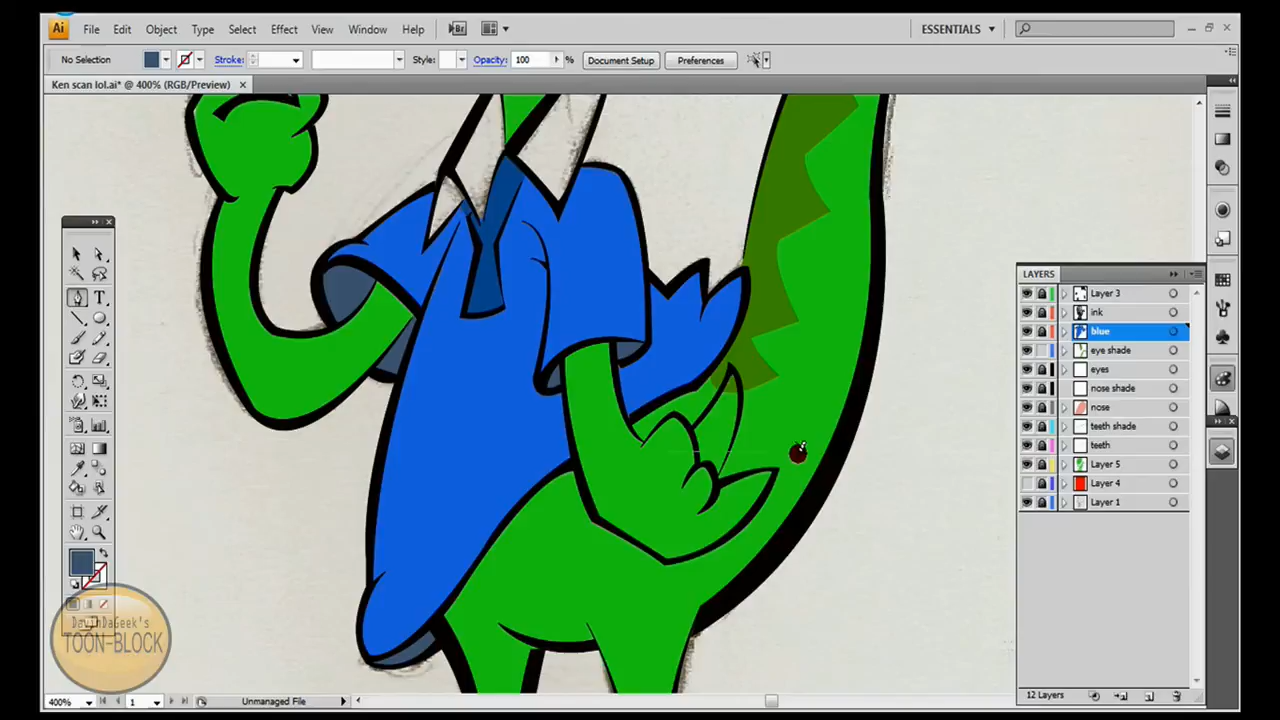 Ai File Edit Object Type Select Effect View Window Help Br ESSENTIALS
No Selection Stroke: Style: Opacity: 100 % Document Setup Preferences
Ken scan lol.ai* @ 400% (RGB/Preview)
LAYERS
Layer 3
ink
blue
eye shade
eyes
nose shade
nose
teeth shade
teeth
Layer 5
Layer 4
Layer 1
T
DavinDaGeek's
TOON-BLOCK
12 Layers
400% 1 Unmanaged File